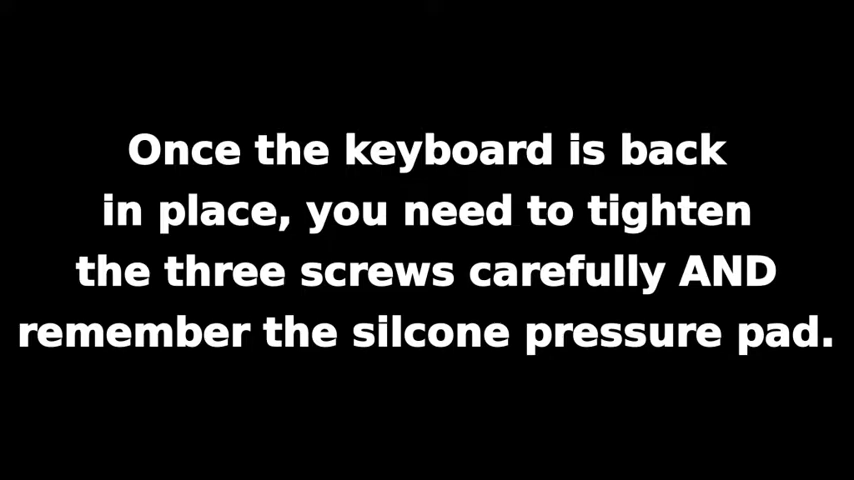 Once the keyboard is back
in place, you need to tighten
the three screws carefully AND
remember the silcone pressure pad.